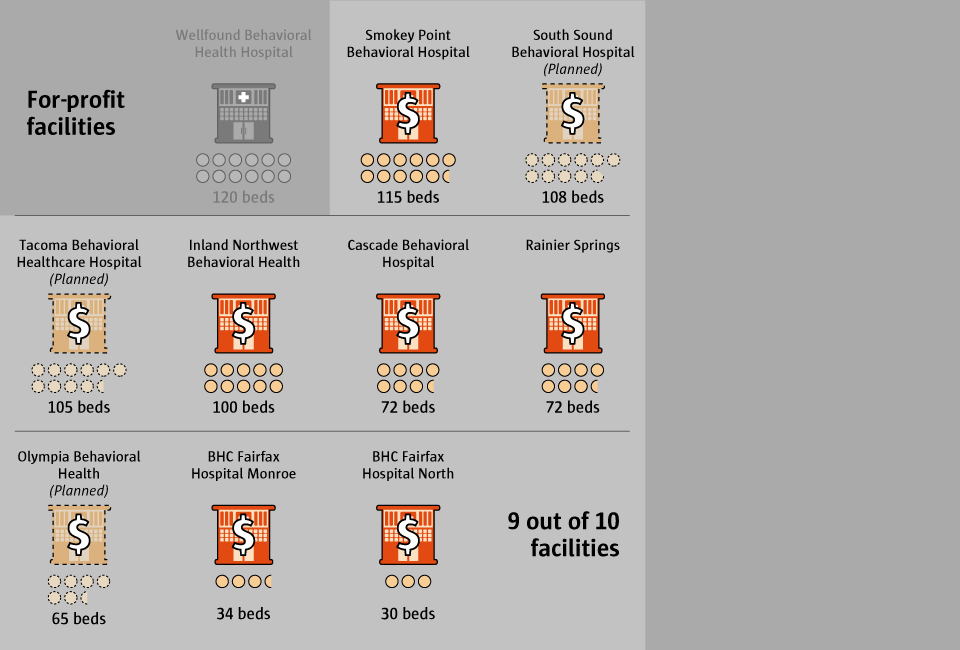 For-profit
facilities
Wellfound Behavioral
Health Hospital
120 beds
Smokey Point
Behavioral Hospital
$
115 beds
South Sound
Behavioral Hospital
(Planned)
$
108 beds
Tacoma Behavioral
Healthcare Hospital
(Planned)
$
105 beds
Inland Northwest
Behavioral Health
$
100 beds
Cascade Behavioral
Hospital
$
72 beds
Rainier Springs
$
72 beds
Olympia Behavioral
Health
(Planned)
$
65 beds
BHC Fairfax
Hospital Monroe
$
34 beds
BHC Fairfax
Hospital North
$
30 beds
9 out of 10
facilities